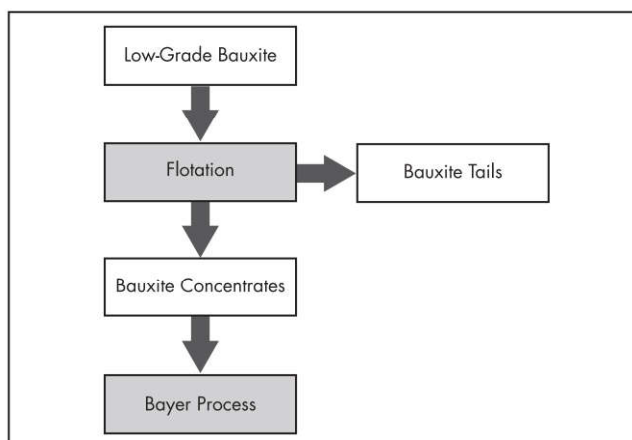 Low-Grade Bauxite
Flotation
Bauxite Tails
Bauxite Concentrates
Bayer Process